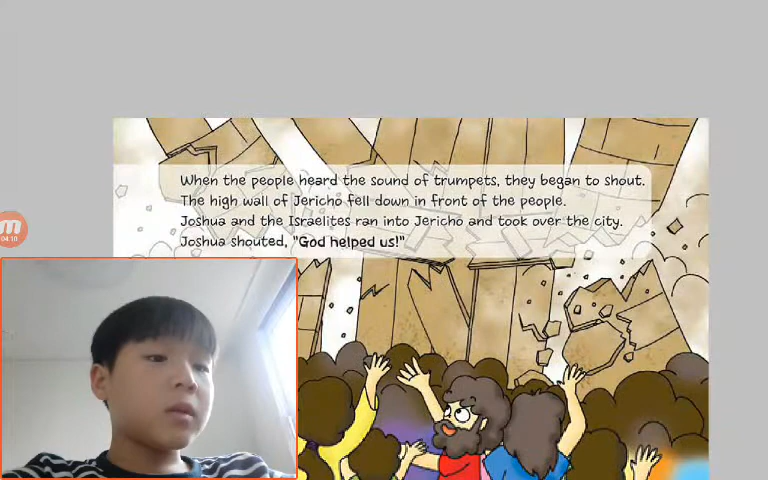 When the people heard the sound of trumpets, they began to shout.
The high wall of Jericho fell down in front of the people.
Joshua and the Israelites ran into Jericho and took over the city.
Joshua shouted, "God helped us!"
04:10